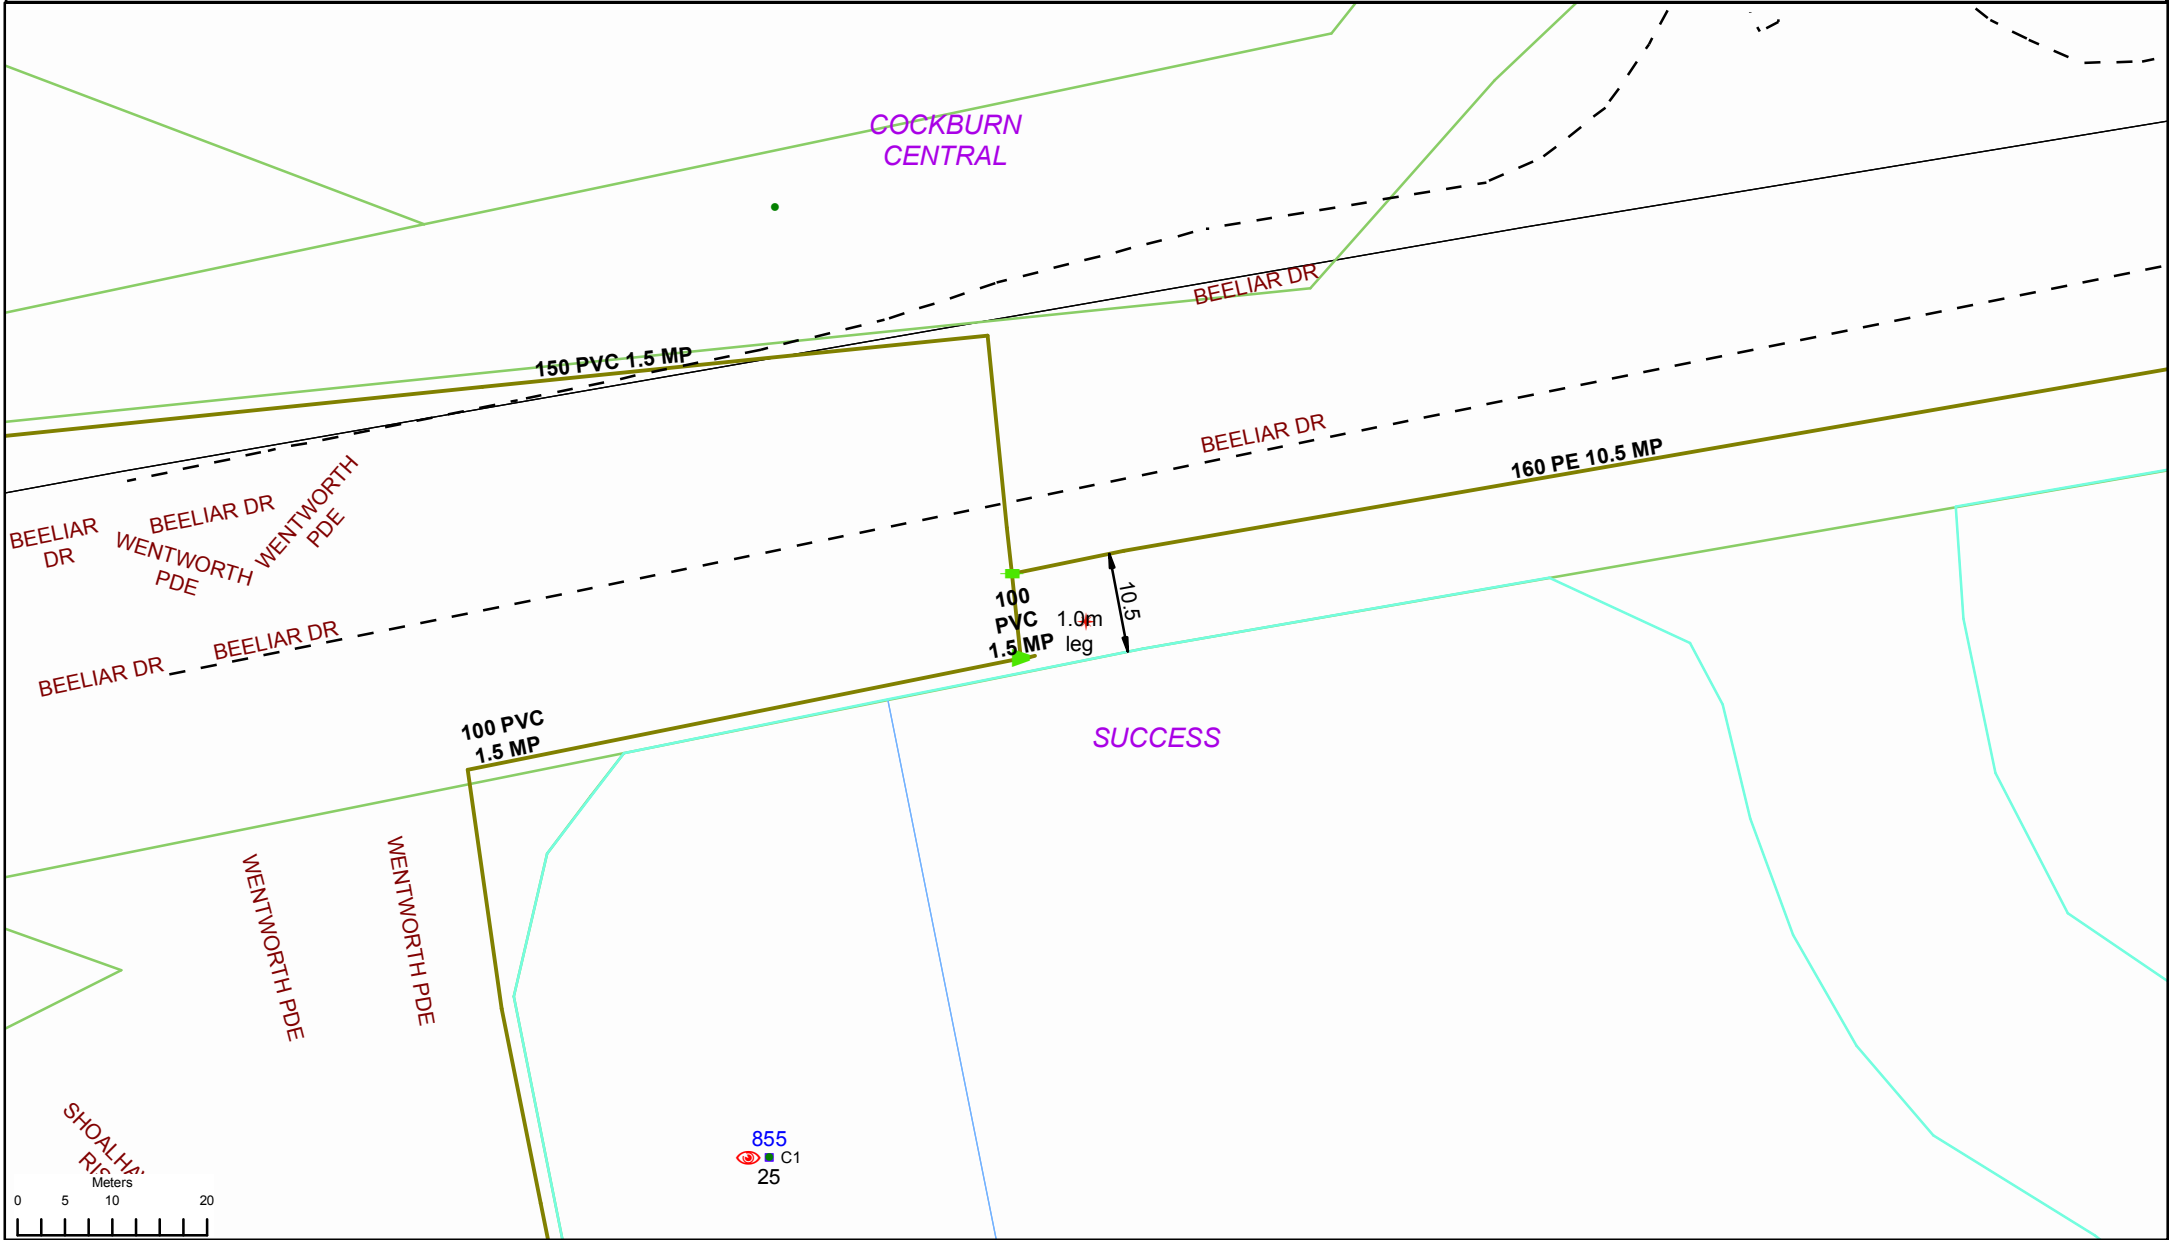 COCKBURN
CENTRAL
BEELIAR DR
150 PVC 1.5 MP
BEELIAR DR
160 PE 10.5 MP
BEELIAR
DR
BEELIAR DR
WENTWORTH
PDE
WENTWORTH
PDE
10.5
100
PVC
1.5 MP
1.0m
leg
BEELIAR DR
BEELIAR DR
100 PVC
1.5 MP
SUCCESS
WENTWORTH PDE
WENTWORTH PDE
855
C1
25
Meters
0 5 10 20